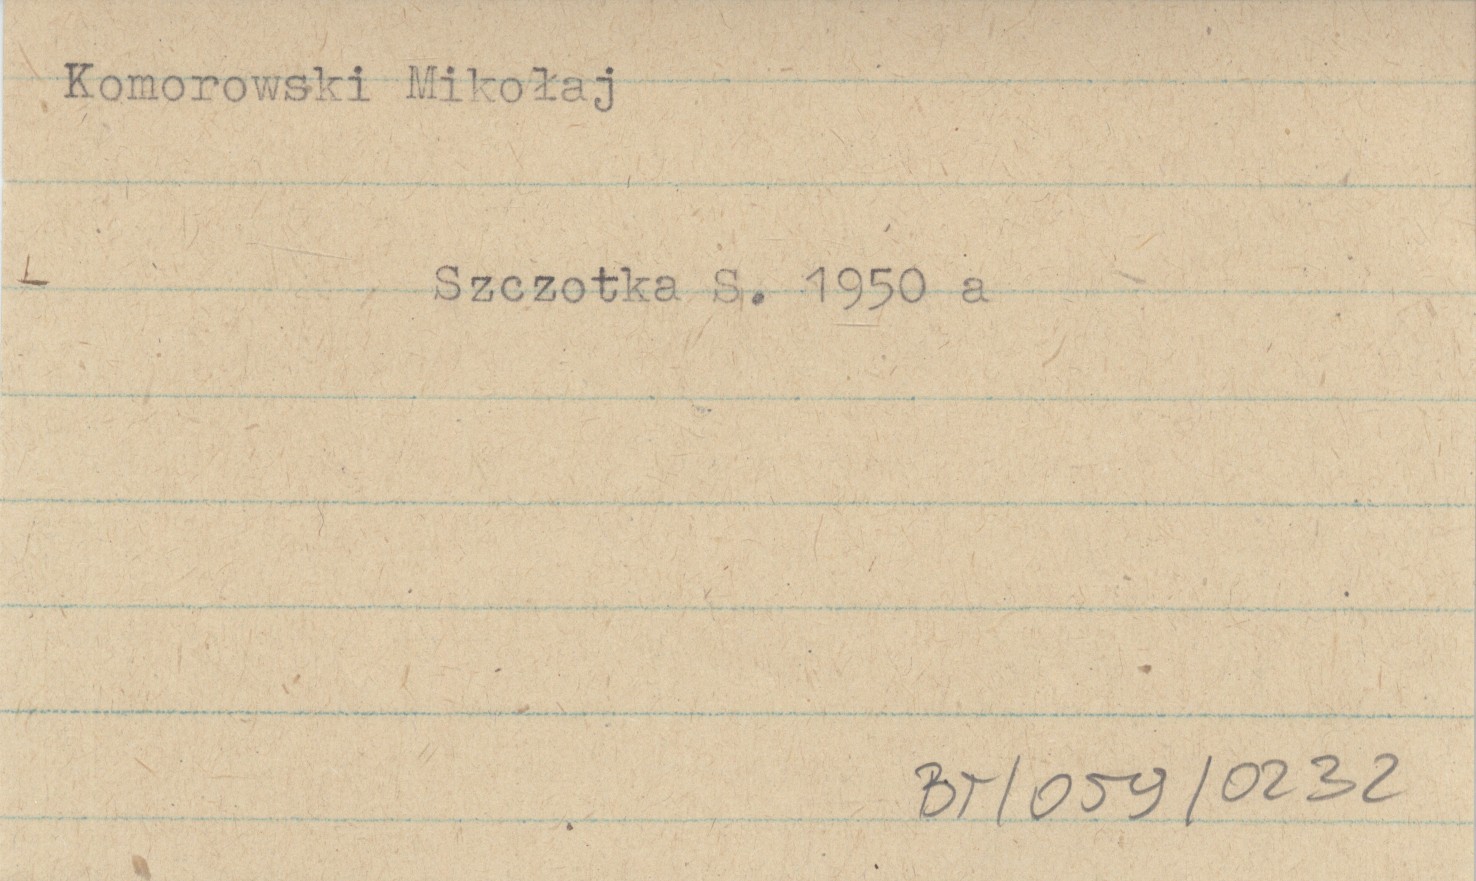 Komorowski Mikołaj
Szczotka S. 1950 a
BT/059/0232